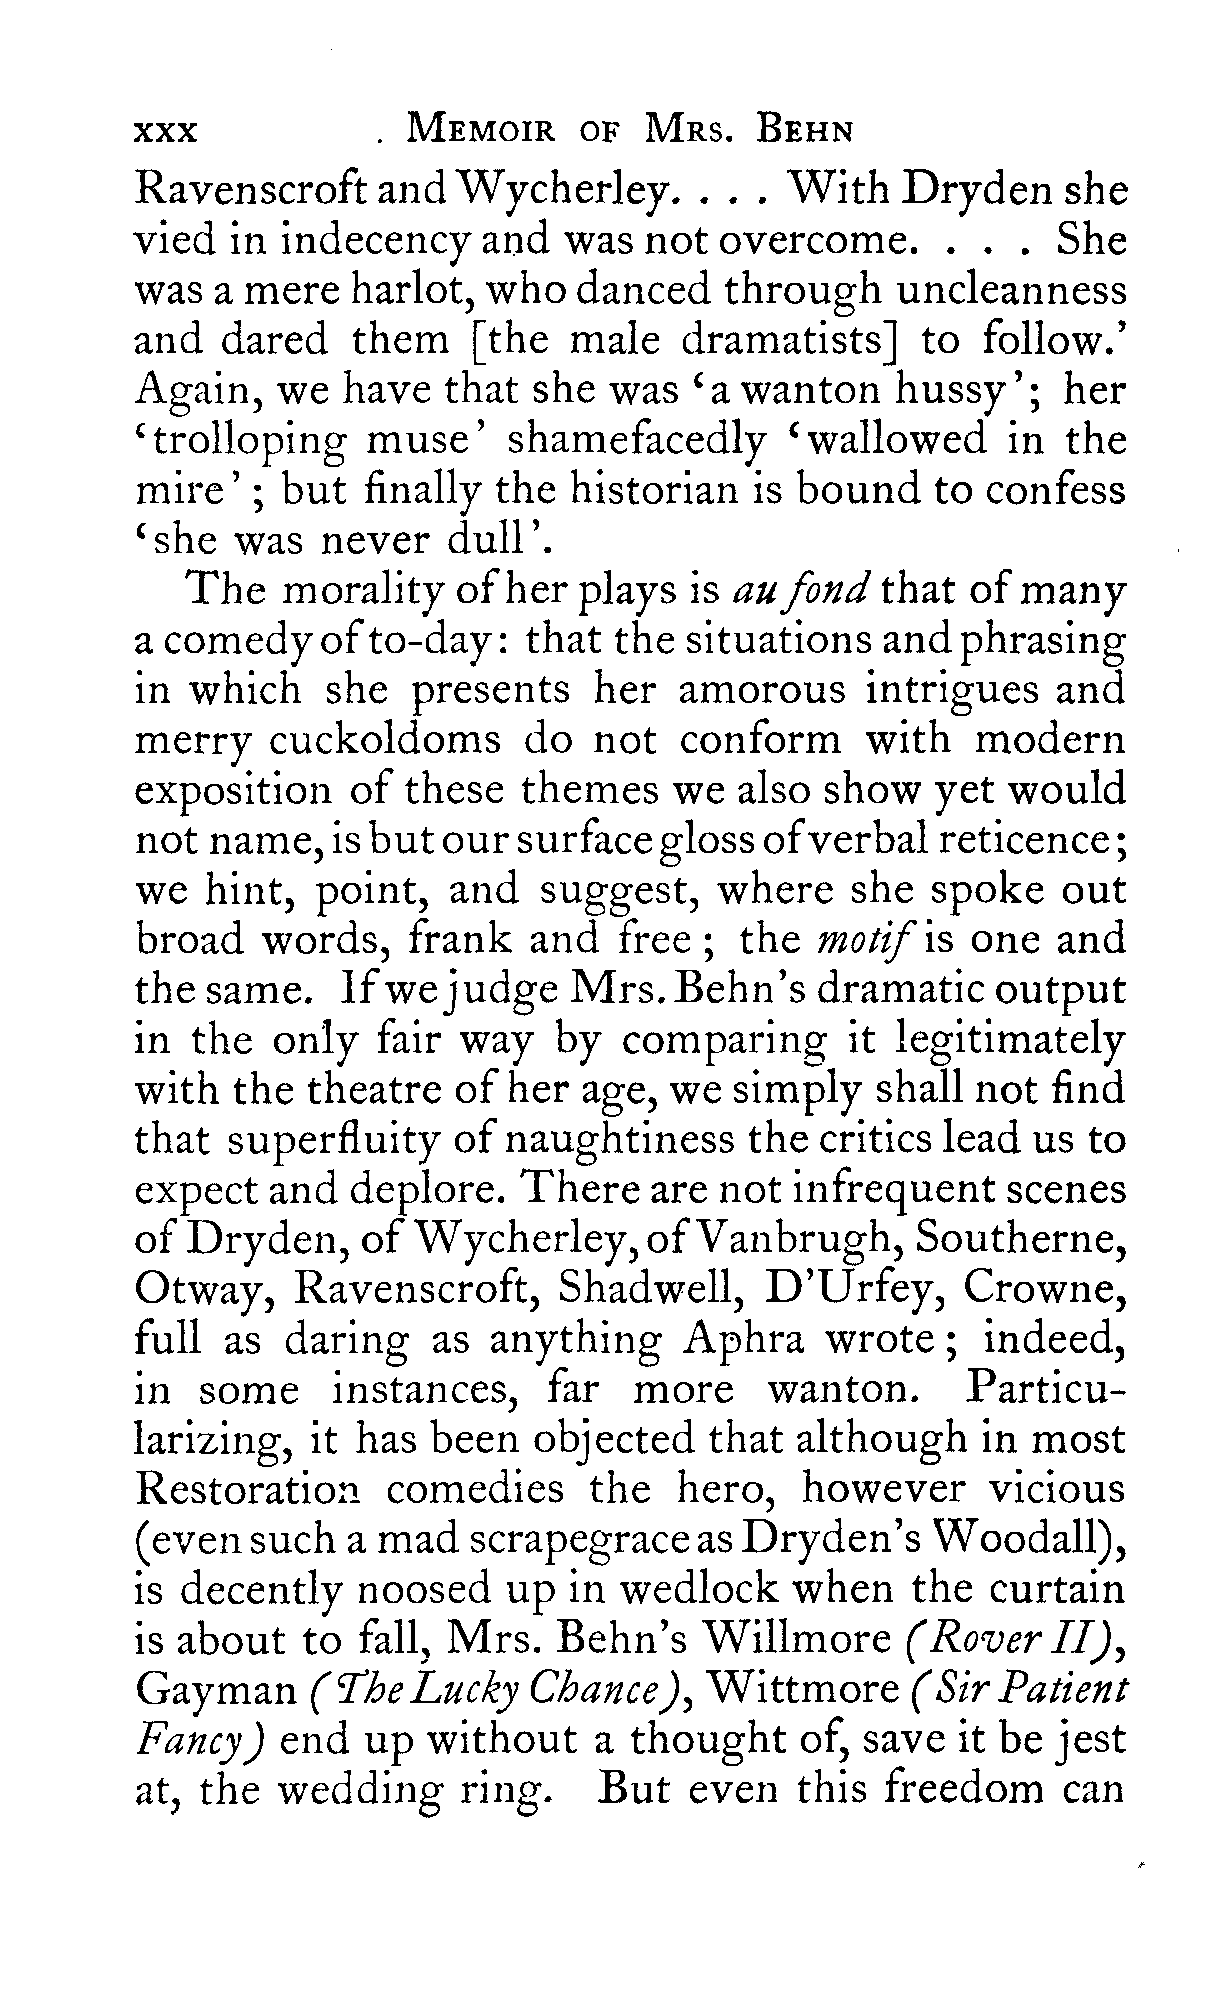 xxx . Memoir of Mrs. Behn
Ravenscroft and Wycherley. . . . With Dryden she
vied in indecency and was not overcome. . . . She
was a mere harlot, who danced through uncleanness
and dared them [the male dramatists] to follow.’
Again, we have that she was ‘a wanton hussy’; her
‘trolloping muse’ shamefacedly ‘wallowed in the
mire’; but finally the historian is bound to confess
‘she was never dull’.
The morality of her plays is au fond that of many
a comedy of to-day: that the situations and phrasing
in which she presents her amorous intrigues and
merry cuckoldoms do not conform with modern
exposition of these themes we also show yet would
not name, is but our surface gloss of verbal reticence;
we hint, point, and suggest, where she spoke out
broad words, frank and free; the motif is one and
the same. If we judge Mrs. Behn’s dramatic output
in the only fair way by comparing it legitimately
with the theatre of her age, we simply shall not find
that superfluity of naughtiness the critics lead us to
expect and deplore. There are not infrequent scenes
of Dryden, of Wycherley, of Vanbrugh, Southerne,
Otway, Ravenscroft, Shadwell, D’Urfey, Crowne,
full as daring as anything Aphra wrote; indeed,
in some instances, far more wanton. Particu-
larizing, it has been objected that although in most
Restoration comedies the hero, however vicious
(even such a mad scrapegrace as Dryden’s Woodall),
is decently noosed up in wedlock when the curtain
is about to fall, Mrs. Behn’s Willmore (Rover II),
Gayman (The Lucky Chance), Wittmore (Sir Patient
Fancy) end up without a thought of, save it be jest
at, the wedding ring. But even this freedom can